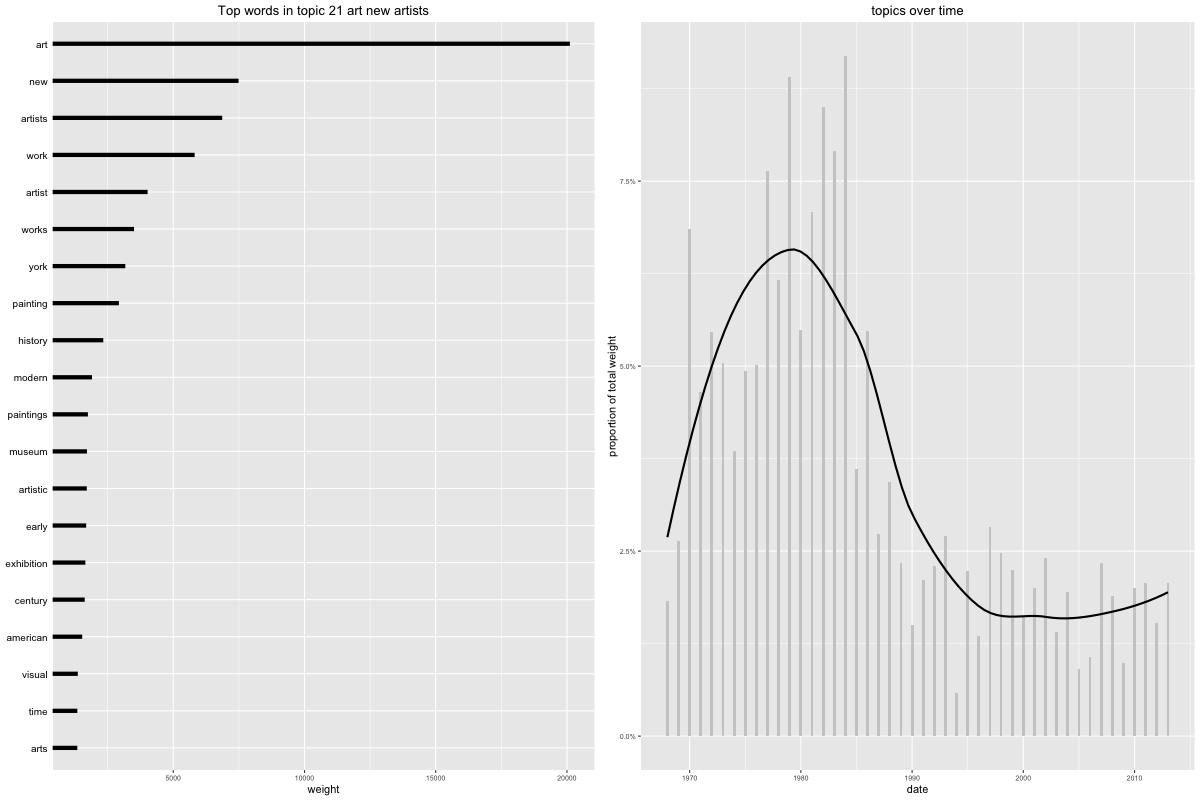 Top words in topic 21 art new artists
art
new
artists
work
artist
works
york
painting
history
modern
paintings
museum
artistic
early
exhibition
century
american
visual
time
arts
5000 10000 15000 20000
weight
topics over time
proportion of total weight
7.5%
5.0%
2.5%
0.0%
1970 1980 1990 2000 2010
date